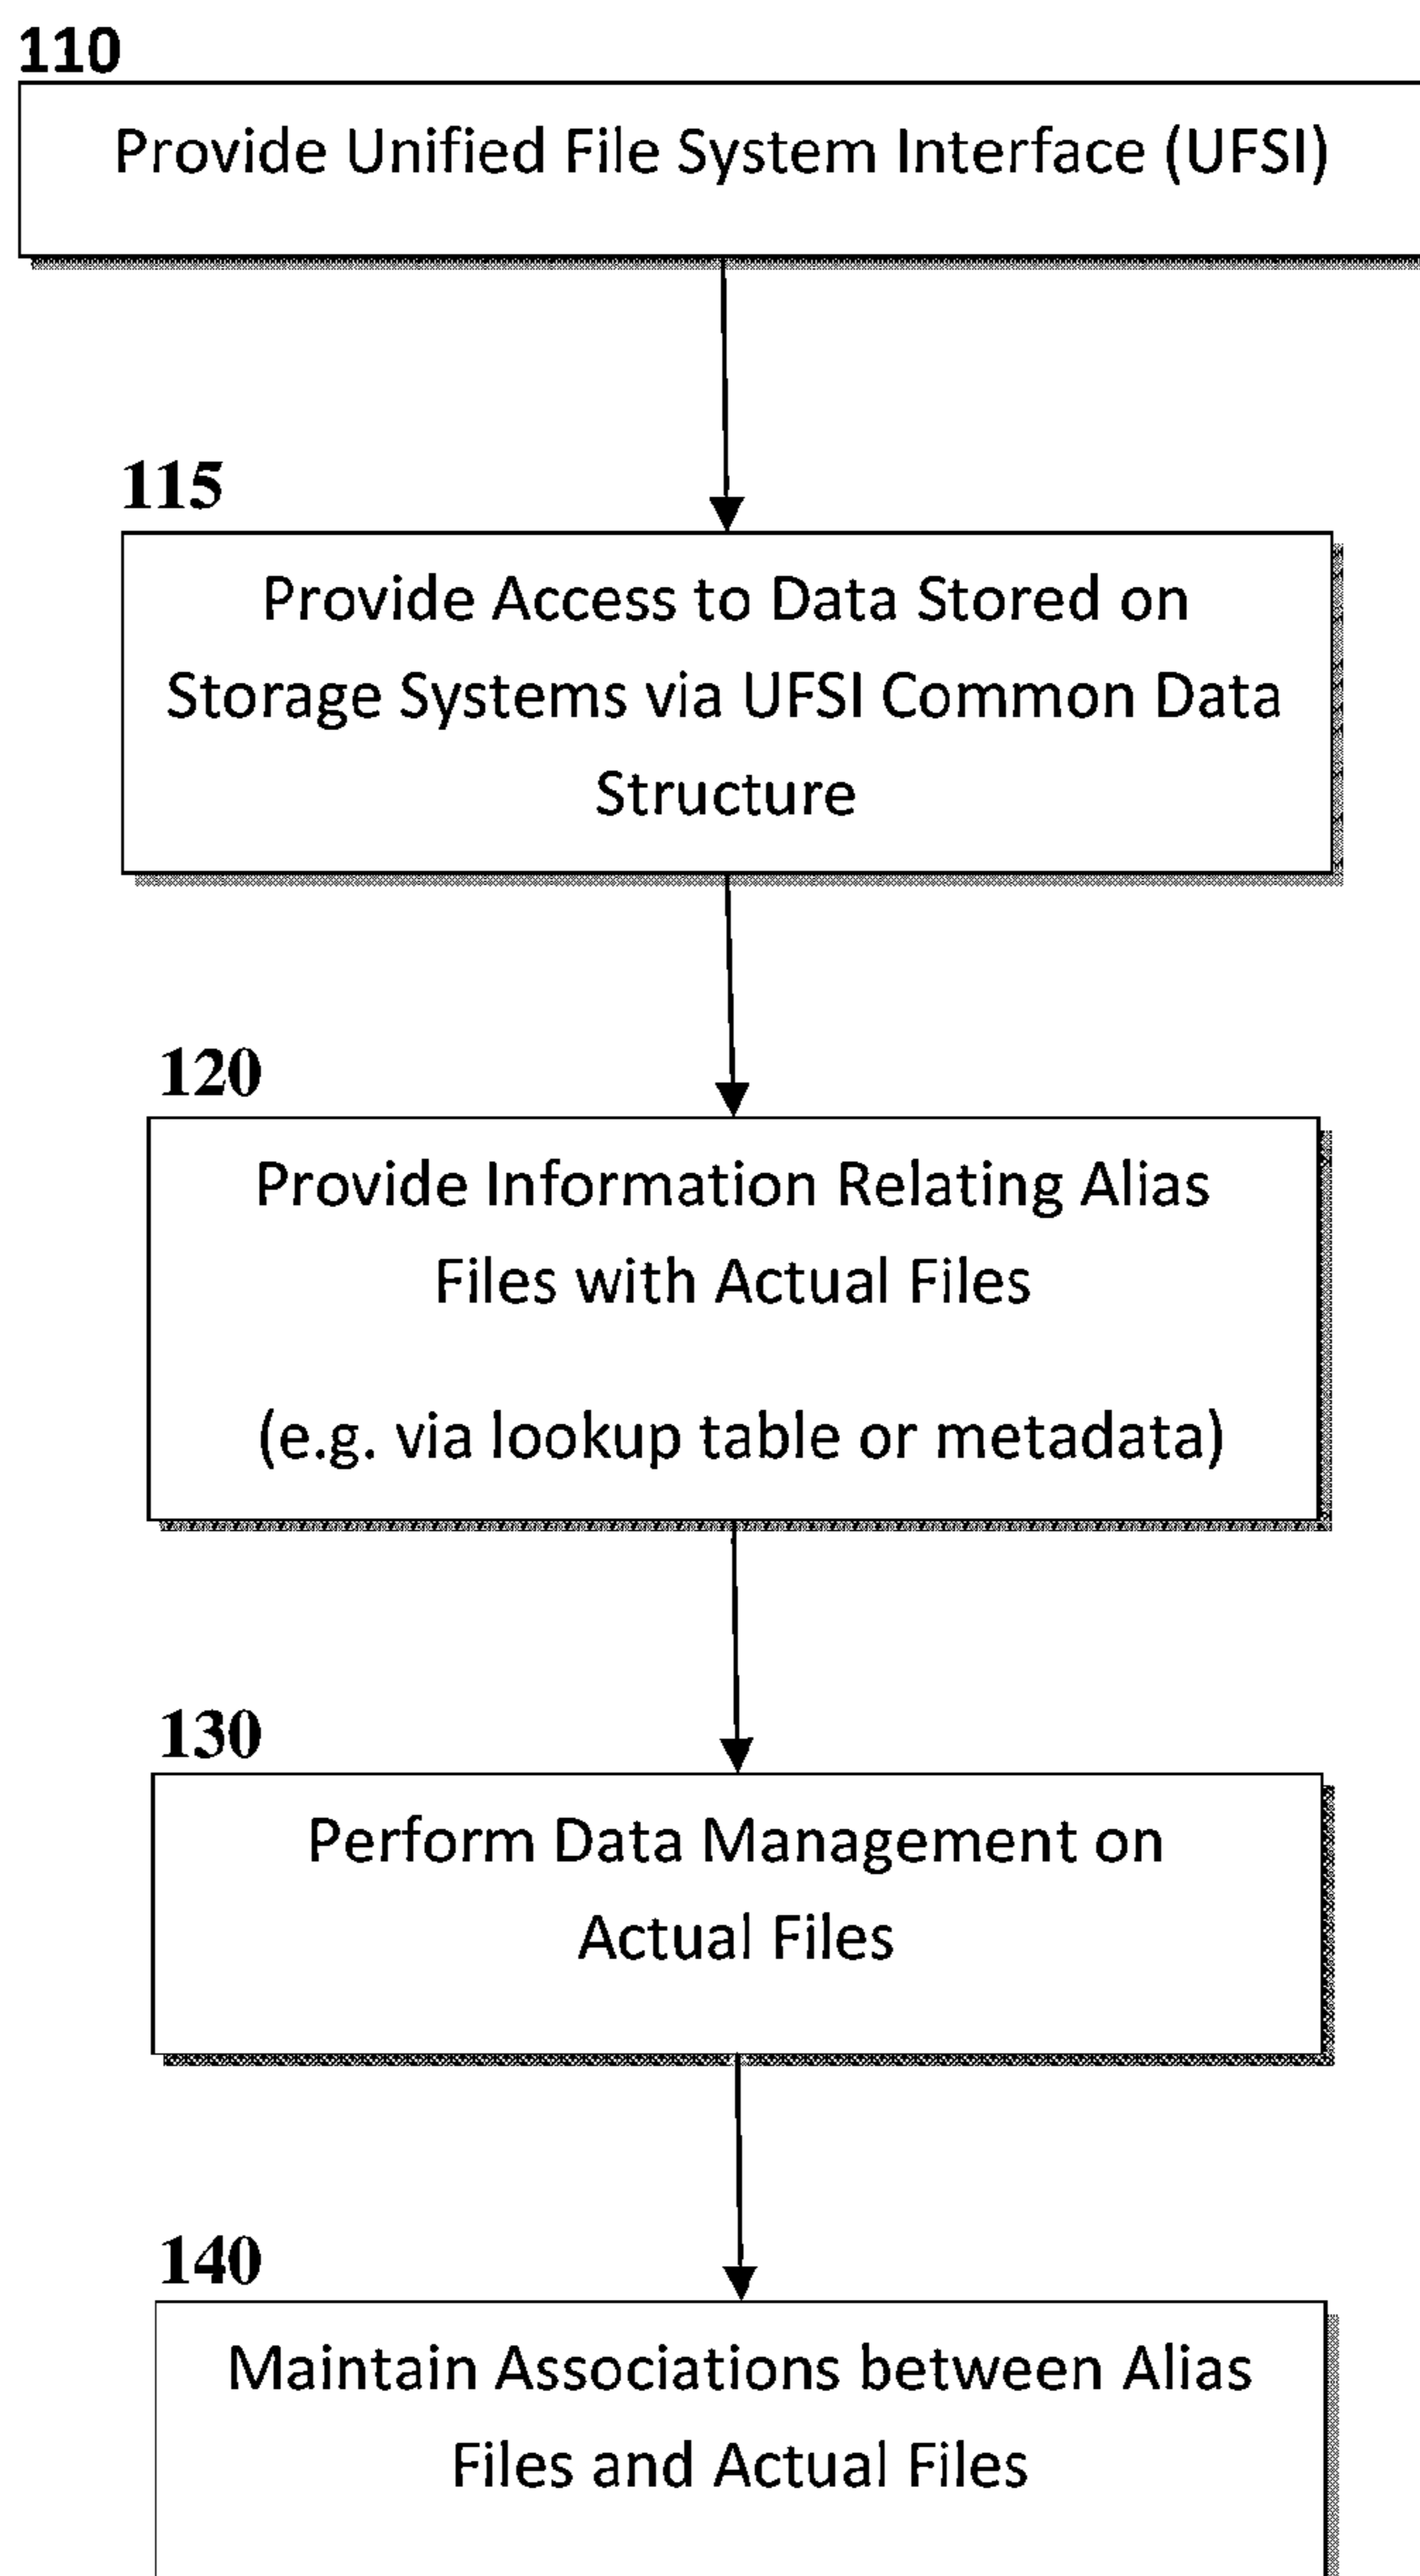 110
Provide Unified File System Interface (UFSI)
115
Provide Access to Data Stored on
Storage Systems via UFSI Common Data
Structure
120
Provide Information Relating Alias
Files with Actual Files
(e.g. via lookup table or metadata)
130
Perform Data Management on
Actual Files
140
Maintain Associations between Alias
Files and Actual Files